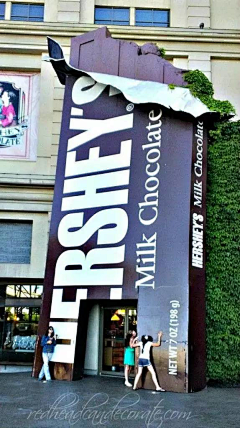 HERSHEY'S®
Milk Chocolate
NET WT 7 OZ (198 g)
HERSHEY'S Milk Chocolate
redheadcandecorate.com